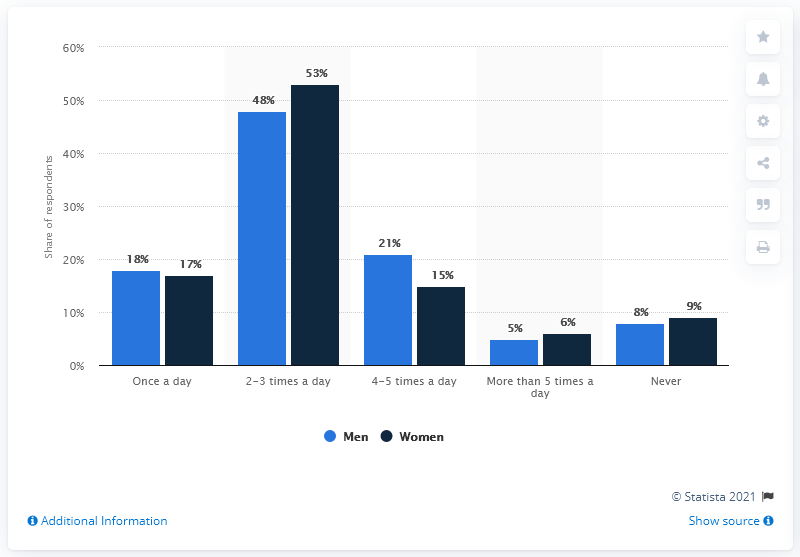 60%
50%
40%
30%
20%
10%
0%
Share of respondents
18%
17%
48%
53%
21%
15%
5%
6%
8%
9%
Once a day
2-3 times a day
4-5 times a day
More than 5 times a
day
Never
Men
Women
© Statista 2021
Additional Information
Show source